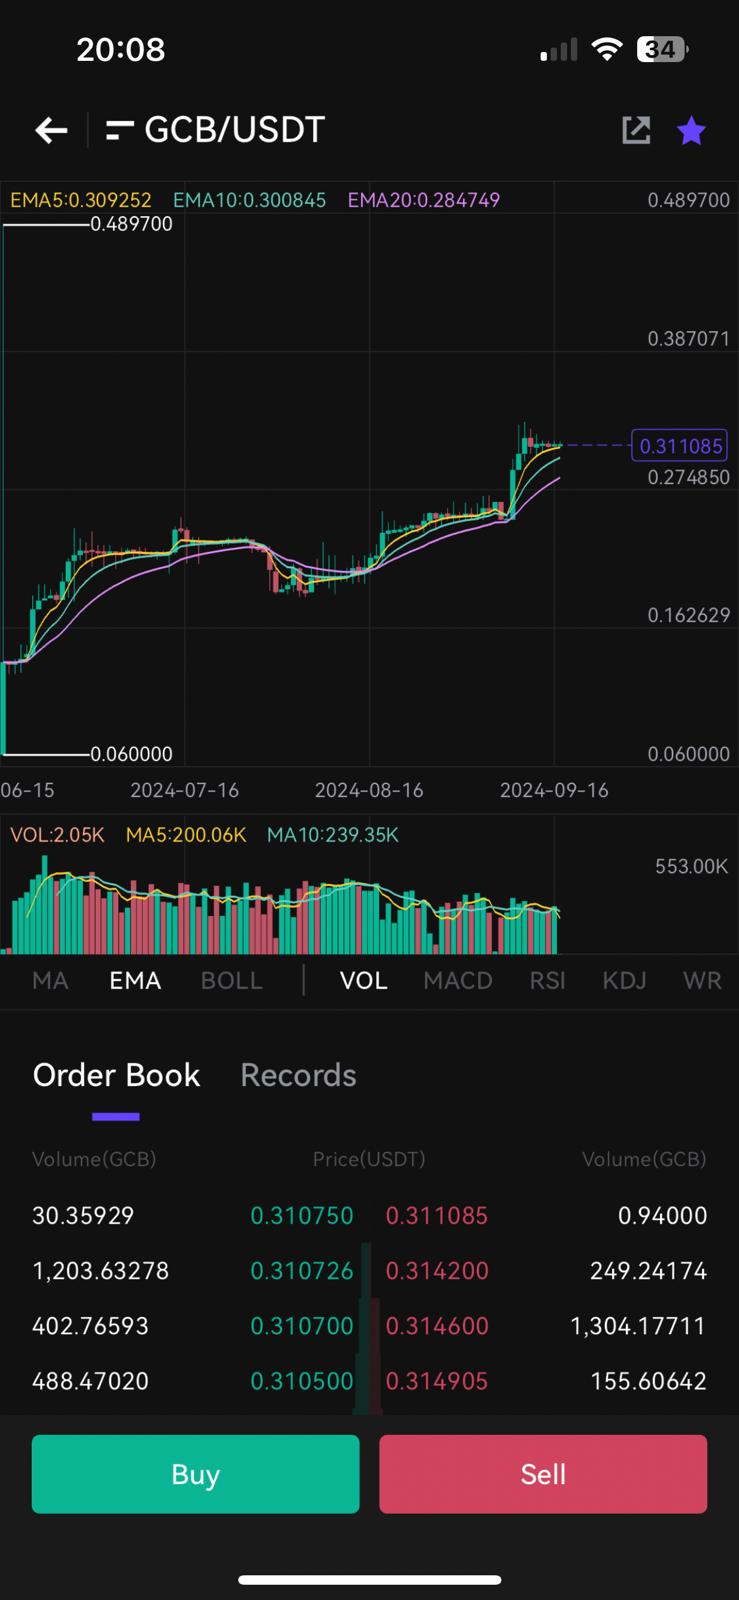 20:08 34
GCB/USDT
EMA5:0.309252 EMA10:0.300845 EMA20:0.284749 0.489700
0.489700
0.387071
0.311085
0.274850
0.162629
0.060000 0.060000
06-15 2024-07-16 2024-08-16 2024-09-16
VOL:2.05K MA5:200.06K MA10:239.35K
553.00K
MA EMA BOLL VOL MACD RSI KDJ WR
Order Book Records
Volume(GCB) Price(USDT) Volume(GCB)
30.35929 0.310750 0.311085 0.94000
1,203.63278 0.310726 0.314200 249.24174
402.76593 0.310700 0.314600 1,304.17711
488.47020 0.310500 0.314905 155.60642
Buy Sell